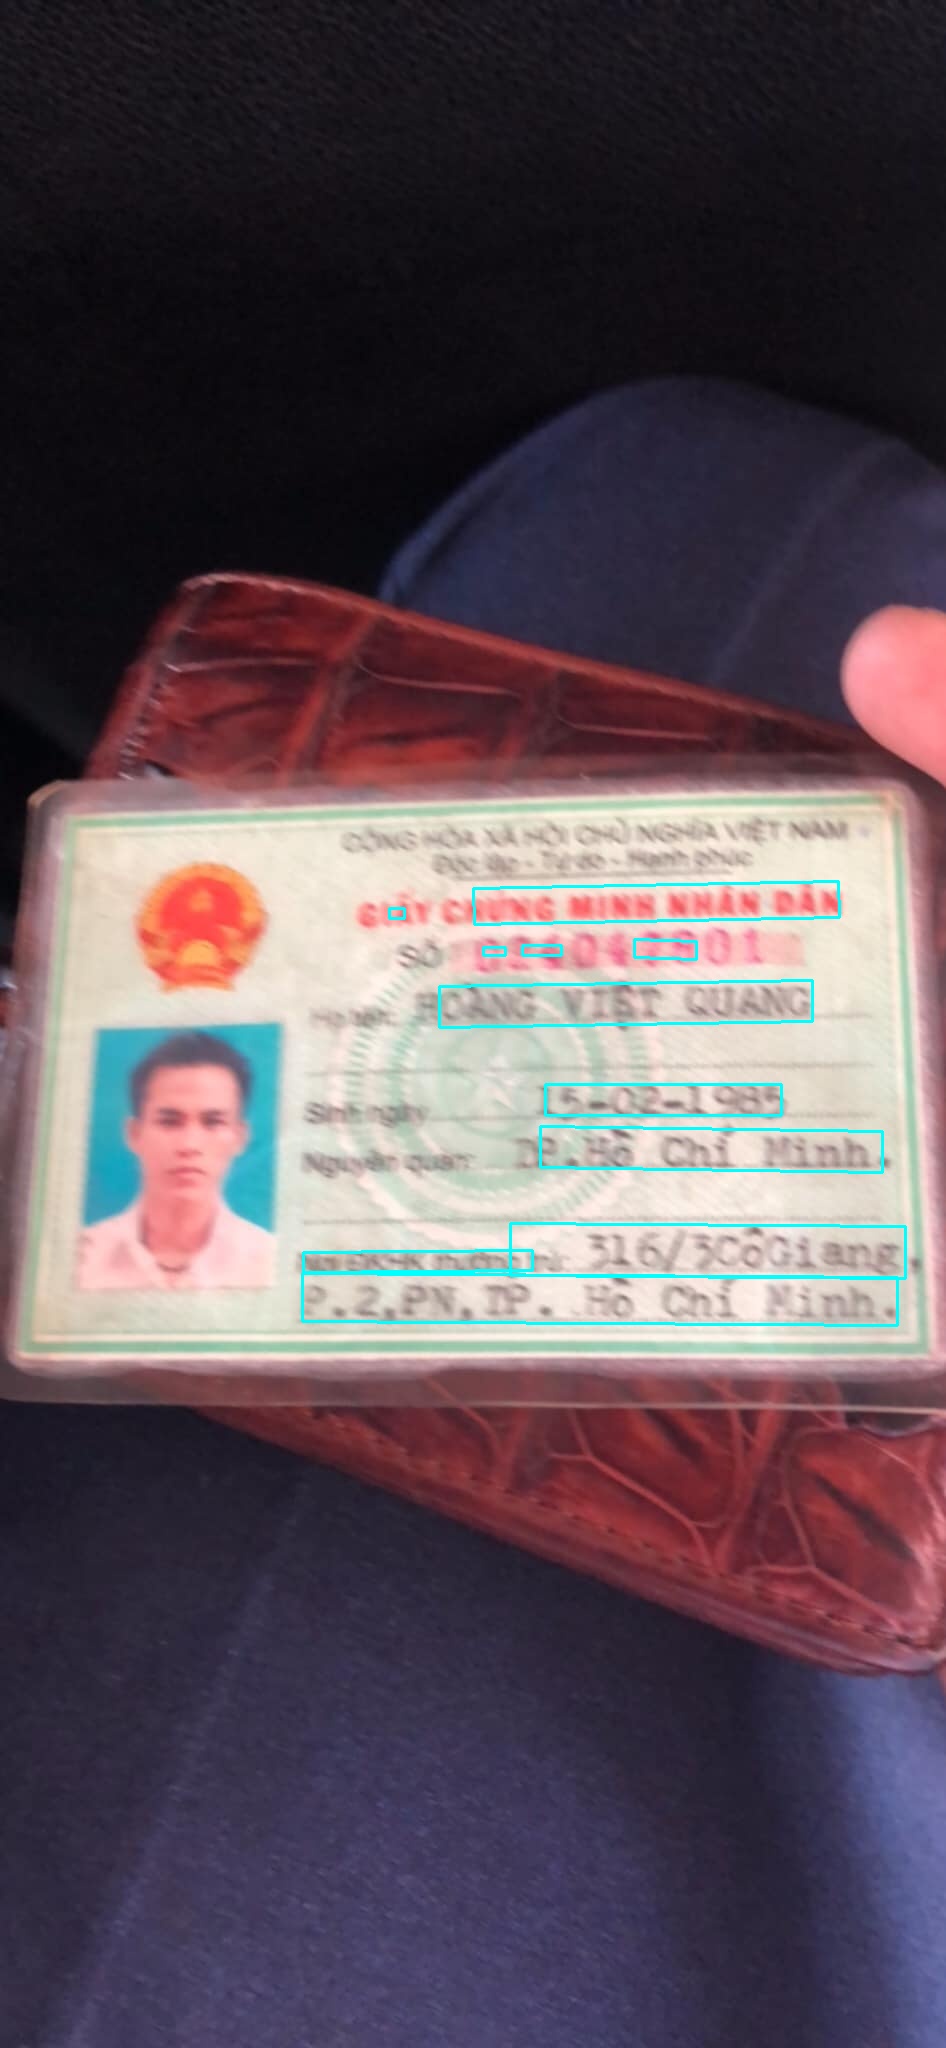 CỘNG HÒA XÃ HỘI CHỦ NGHĨA VIỆT NAM
Độc lập - Tự do - Hạnh phúc
GIẤY CHỨNG MINH NHÂN DÂN
SỐ
Họ tên: HOÀNG VIỆT QUANG
Sinh ngày 15-02-1985
Nguyên quán: TP.Hồ Chí Minh.
Nơi ĐKHK thường trú: 316/3CôGiang,
P.2,PN,TP. Hồ Chí Minh.